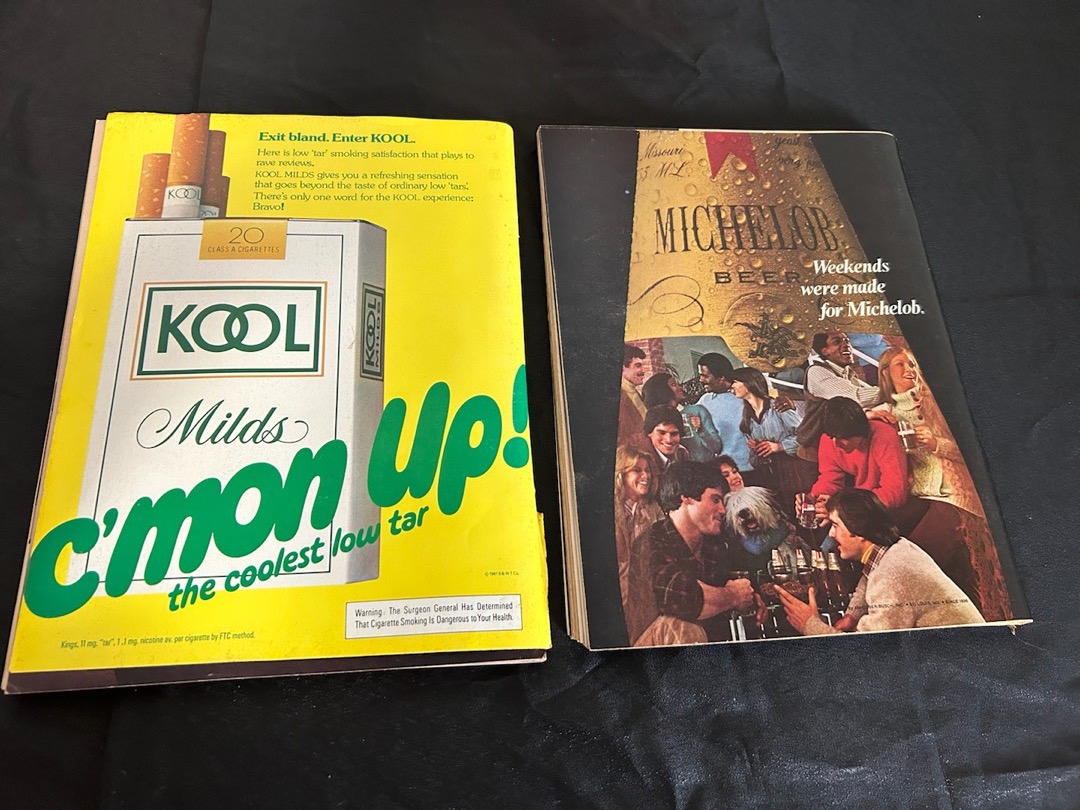 Exit bland. Enter KOOL.
Here is low 'tar' smoking satisfaction that plays to
rave reviews.
KOOL MILDS gives you a refreshing sensation
that goes beyond the taste of ordinary low 'tars.'
There's only one word for the KOOL experience:
Bravo!
KOOL
20
CLASS A CIGARETTES
KOOL
KOOL
MILDS
Milds
C'mon Up!
the coolest low tar
Warning: The Surgeon General Has Determined
That Cigarette Smoking Is Dangerous to Your Health.
Kings, 11 mg. "tar", 1.1 mg. nicotine av. per cigarette by FTC method.
Missouri
MICHELOB
BEER
Weekends
were made
for Michelob.